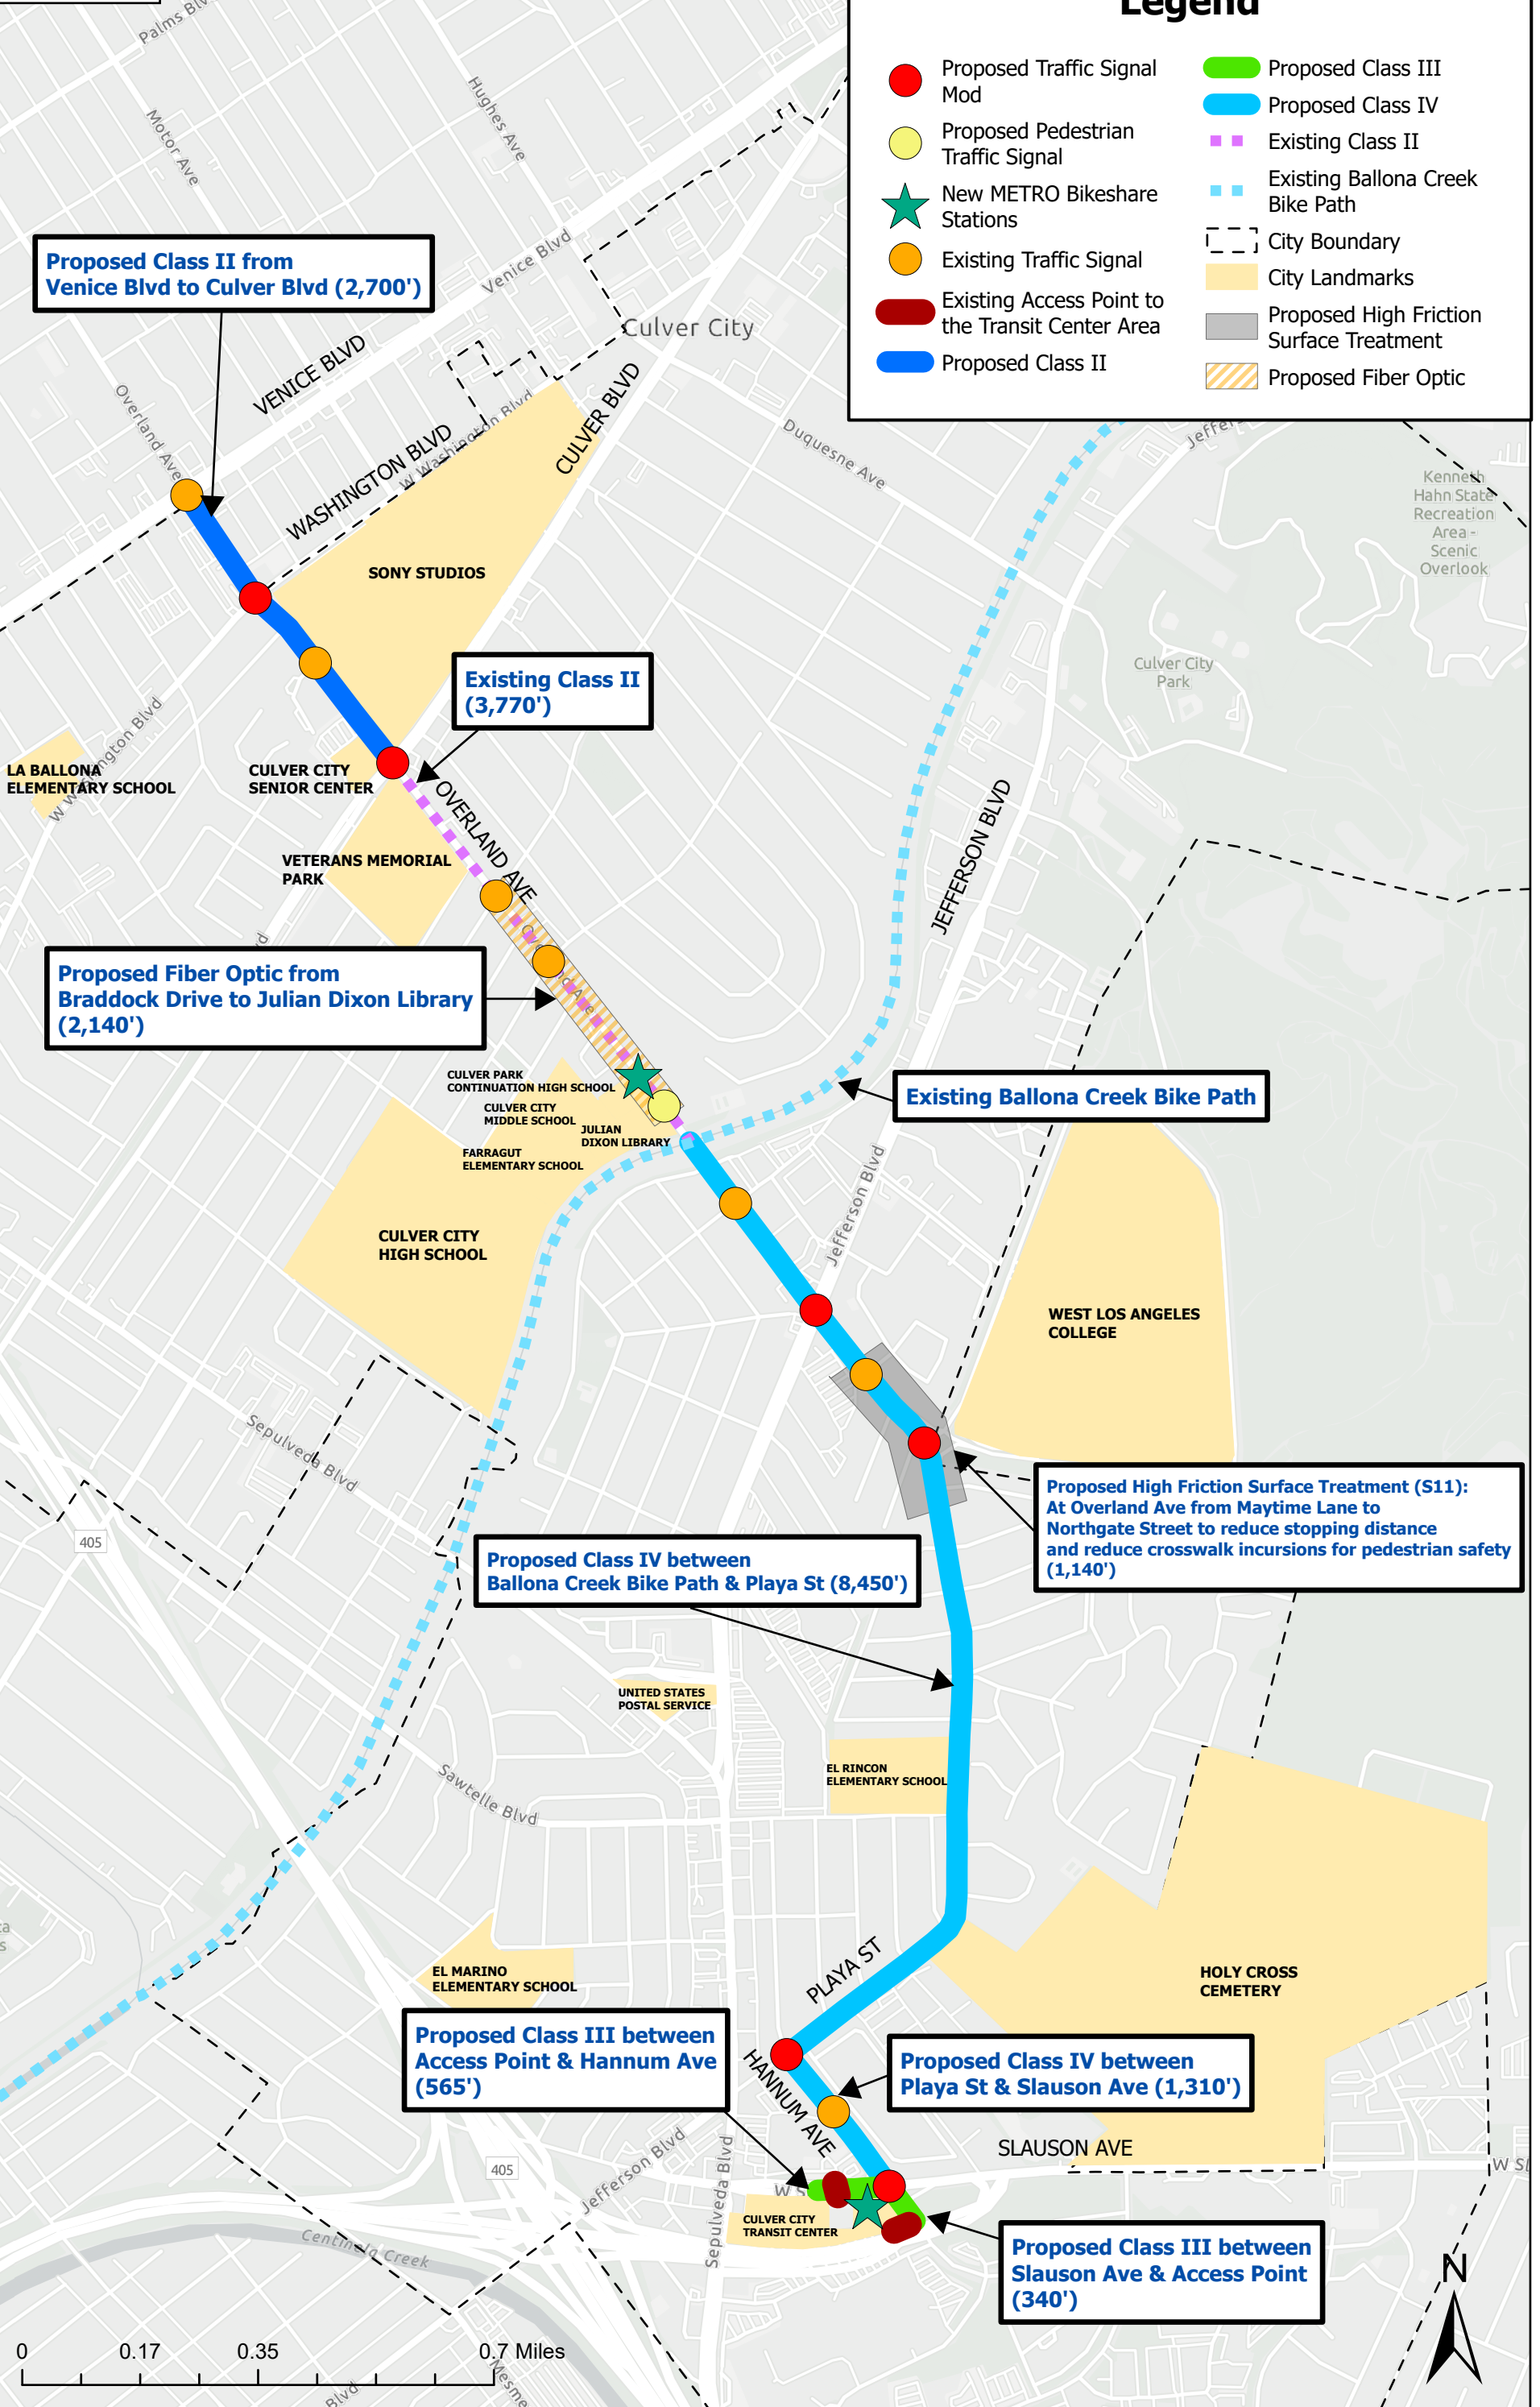 Legend
Proposed Traffic Signal
Mod
Proposed Pedestrian
Traffic Signal
New METRO Bikeshare
Stations
Existing Traffic Signal
Existing Access Point to
the Transit Center Area
Proposed Class II
Proposed Class III
Proposed Class IV
Existing Class II
Existing Ballona Creek
Bike Path
City Boundary
City Landmarks
Proposed High Friction
Surface Treatment
Proposed Fiber Optic
Motor Ave
Hughes Ave
Venice Blvd
Proposed Class II from
Venice Blvd to Culver Blvd (2,700')
Culver City
VENICE BLVD
Overland Ave
WASHINGTON BLVD
W Washington Blvd
CULVER BLVD
Duquesne Ave
Kenneth
Hahn State
Recreation
Area -
Scenic
Overlook
SONY STUDIOS
Culver City
Park
Existing Class II
(3,770')
W Washington Blvd
LA BALLONA
ELEMENTARY SCHOOL
CULVER CITY
SENIOR CENTER
OVERLAND AVE
JEFFERSON BLVD
VETERANS MEMORIAL
PARK
Proposed Fiber Optic from
Braddock Drive to Julian Dixon Library
(2,140')
CULVER PARK
CONTINUATION HIGH SCHOOL
CULVER CITY
MIDDLE SCHOOL
JULIAN
DIXON LIBRARY
FARRAGUT
ELEMENTARY SCHOOL
Existing Ballona Creek Bike Path
CULVER CITY
HIGH SCHOOL
Jefferson Blvd
WEST LOS ANGELES
COLLEGE
Sepulveda Blvd
405
Proposed High Friction Surface Treatment (S11):
At Overland Ave from Maytime Lane to
Northgate Street to reduce stopping distance
and reduce crosswalk incursions for pedestrian safety
(1,140')
Proposed Class IV between
Ballona Creek Bike Path & Playa St (8,450')
UNITED STATES
POSTAL SERVICE
EL RINCON
ELEMENTARY SCHOOL
Sawtelle Blvd
PLAYA ST
EL MARINO
ELEMENTARY SCHOOL
HOLY CROSS
CEMETERY
Proposed Class III between
Access Point & Hannum Ave
(565')
HANNUM AVE
Proposed Class IV between
Playa St & Slauson Ave (1,310')
SLAUSON AVE
405
Jefferson Blvd
Sepulveda Blvd
CULVER CITY
TRANSIT CENTER
Centinela Creek
Proposed Class III between
Slauson Ave & Access Point
(340')
N
0 0.17 0.35 0.7 Miles
Blvd